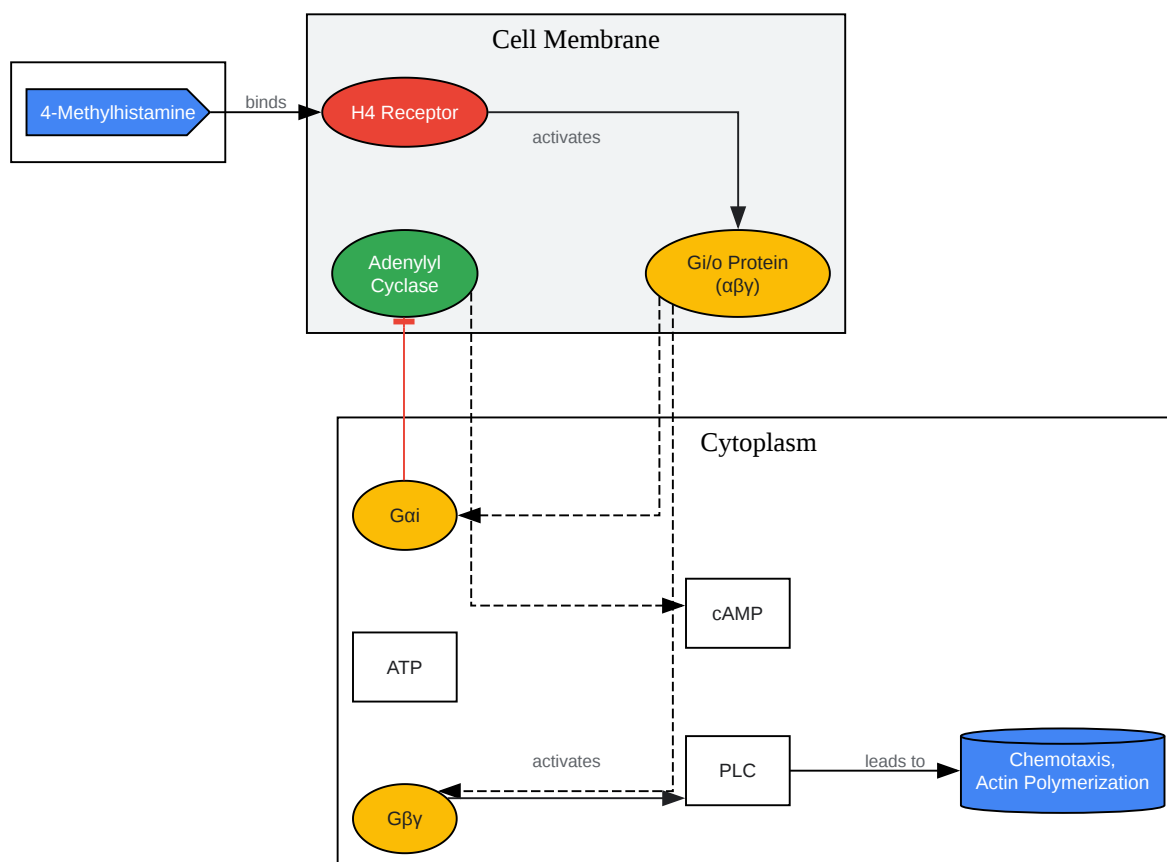 Cell Membrane
4-Methylhistamine
binds
H4 Receptor
activates
Adenylyl
Cyclase
Gi/o Protein
(αβγ)
Cytoplasm
Gαi
cAMP
ATP
activates
PLC
leads to
Chemotaxis,
Actin Polymerization
Gβγ